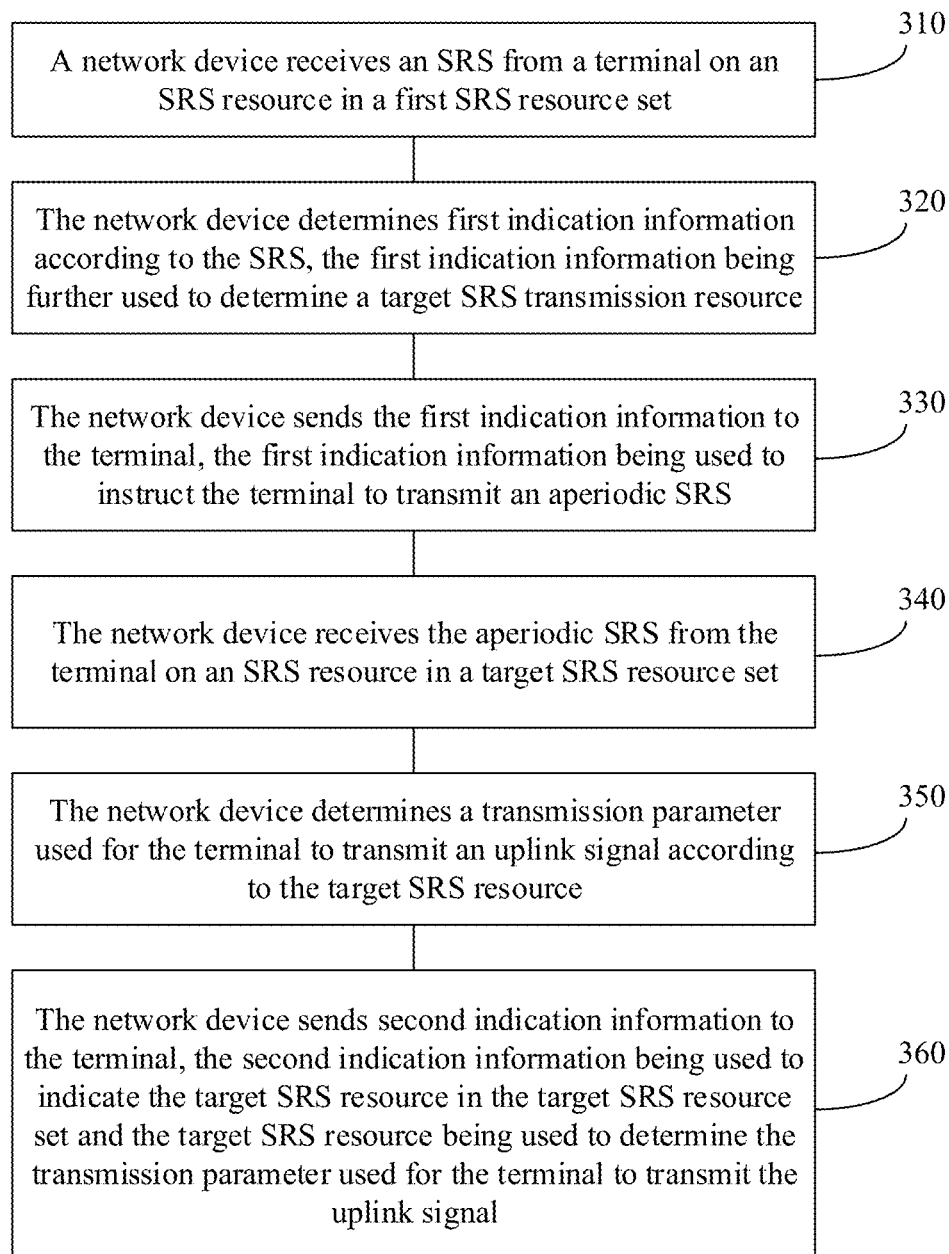 310
A network device receives an SRS from a terminal on an
SRS resource in a first SRS resource set
320
The network device determines first indication information
according to the SRS, the first indication information being
further used to determine a target SRS transmission resource
330
The network device sends the first indication information to
the terminal, the first indication information being used to
instruct the terminal to transmit an aperiodic SRS
340
The network device receives the aperiodic SRS from the
terminal on an SRS resource in a target SRS resource set
350
The network device determines a transmission parameter
used for the terminal to transmit an uplink signal according
to the target SRS resource
360
The network device sends second indication information to
the terminal, the second indication information being used to
indicate the target SRS resource in the target SRS resource
set and the target SRS resource being used to determine the
transmission parameter used for the terminal to transmit the
uplink signal